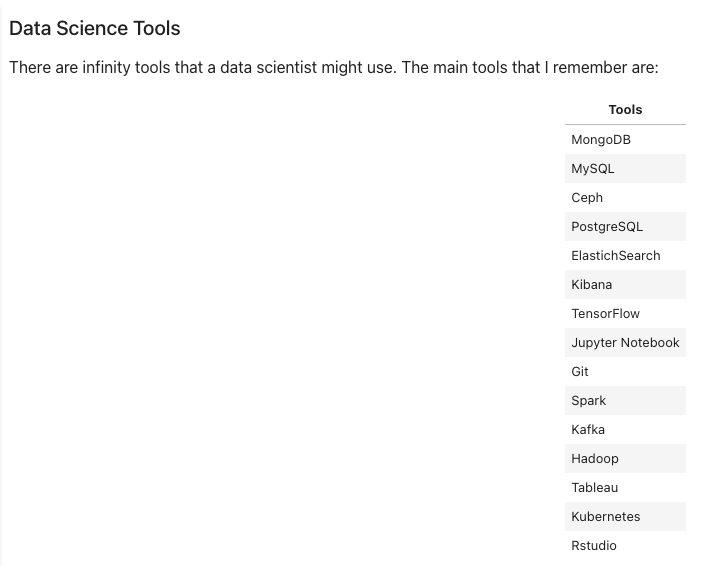 Data Science Tools
There are infinity tools that a data scientist might use. The main tools that I remember are:
Tools
MongoDB
MySQL
Ceph
PostgreSQL
ElastichSearch
Kibana
TensorFlow
Jupyter Notebook
Git
Spark
Kafka
Hadoop
Tableau
Kubernetes
Rstudio